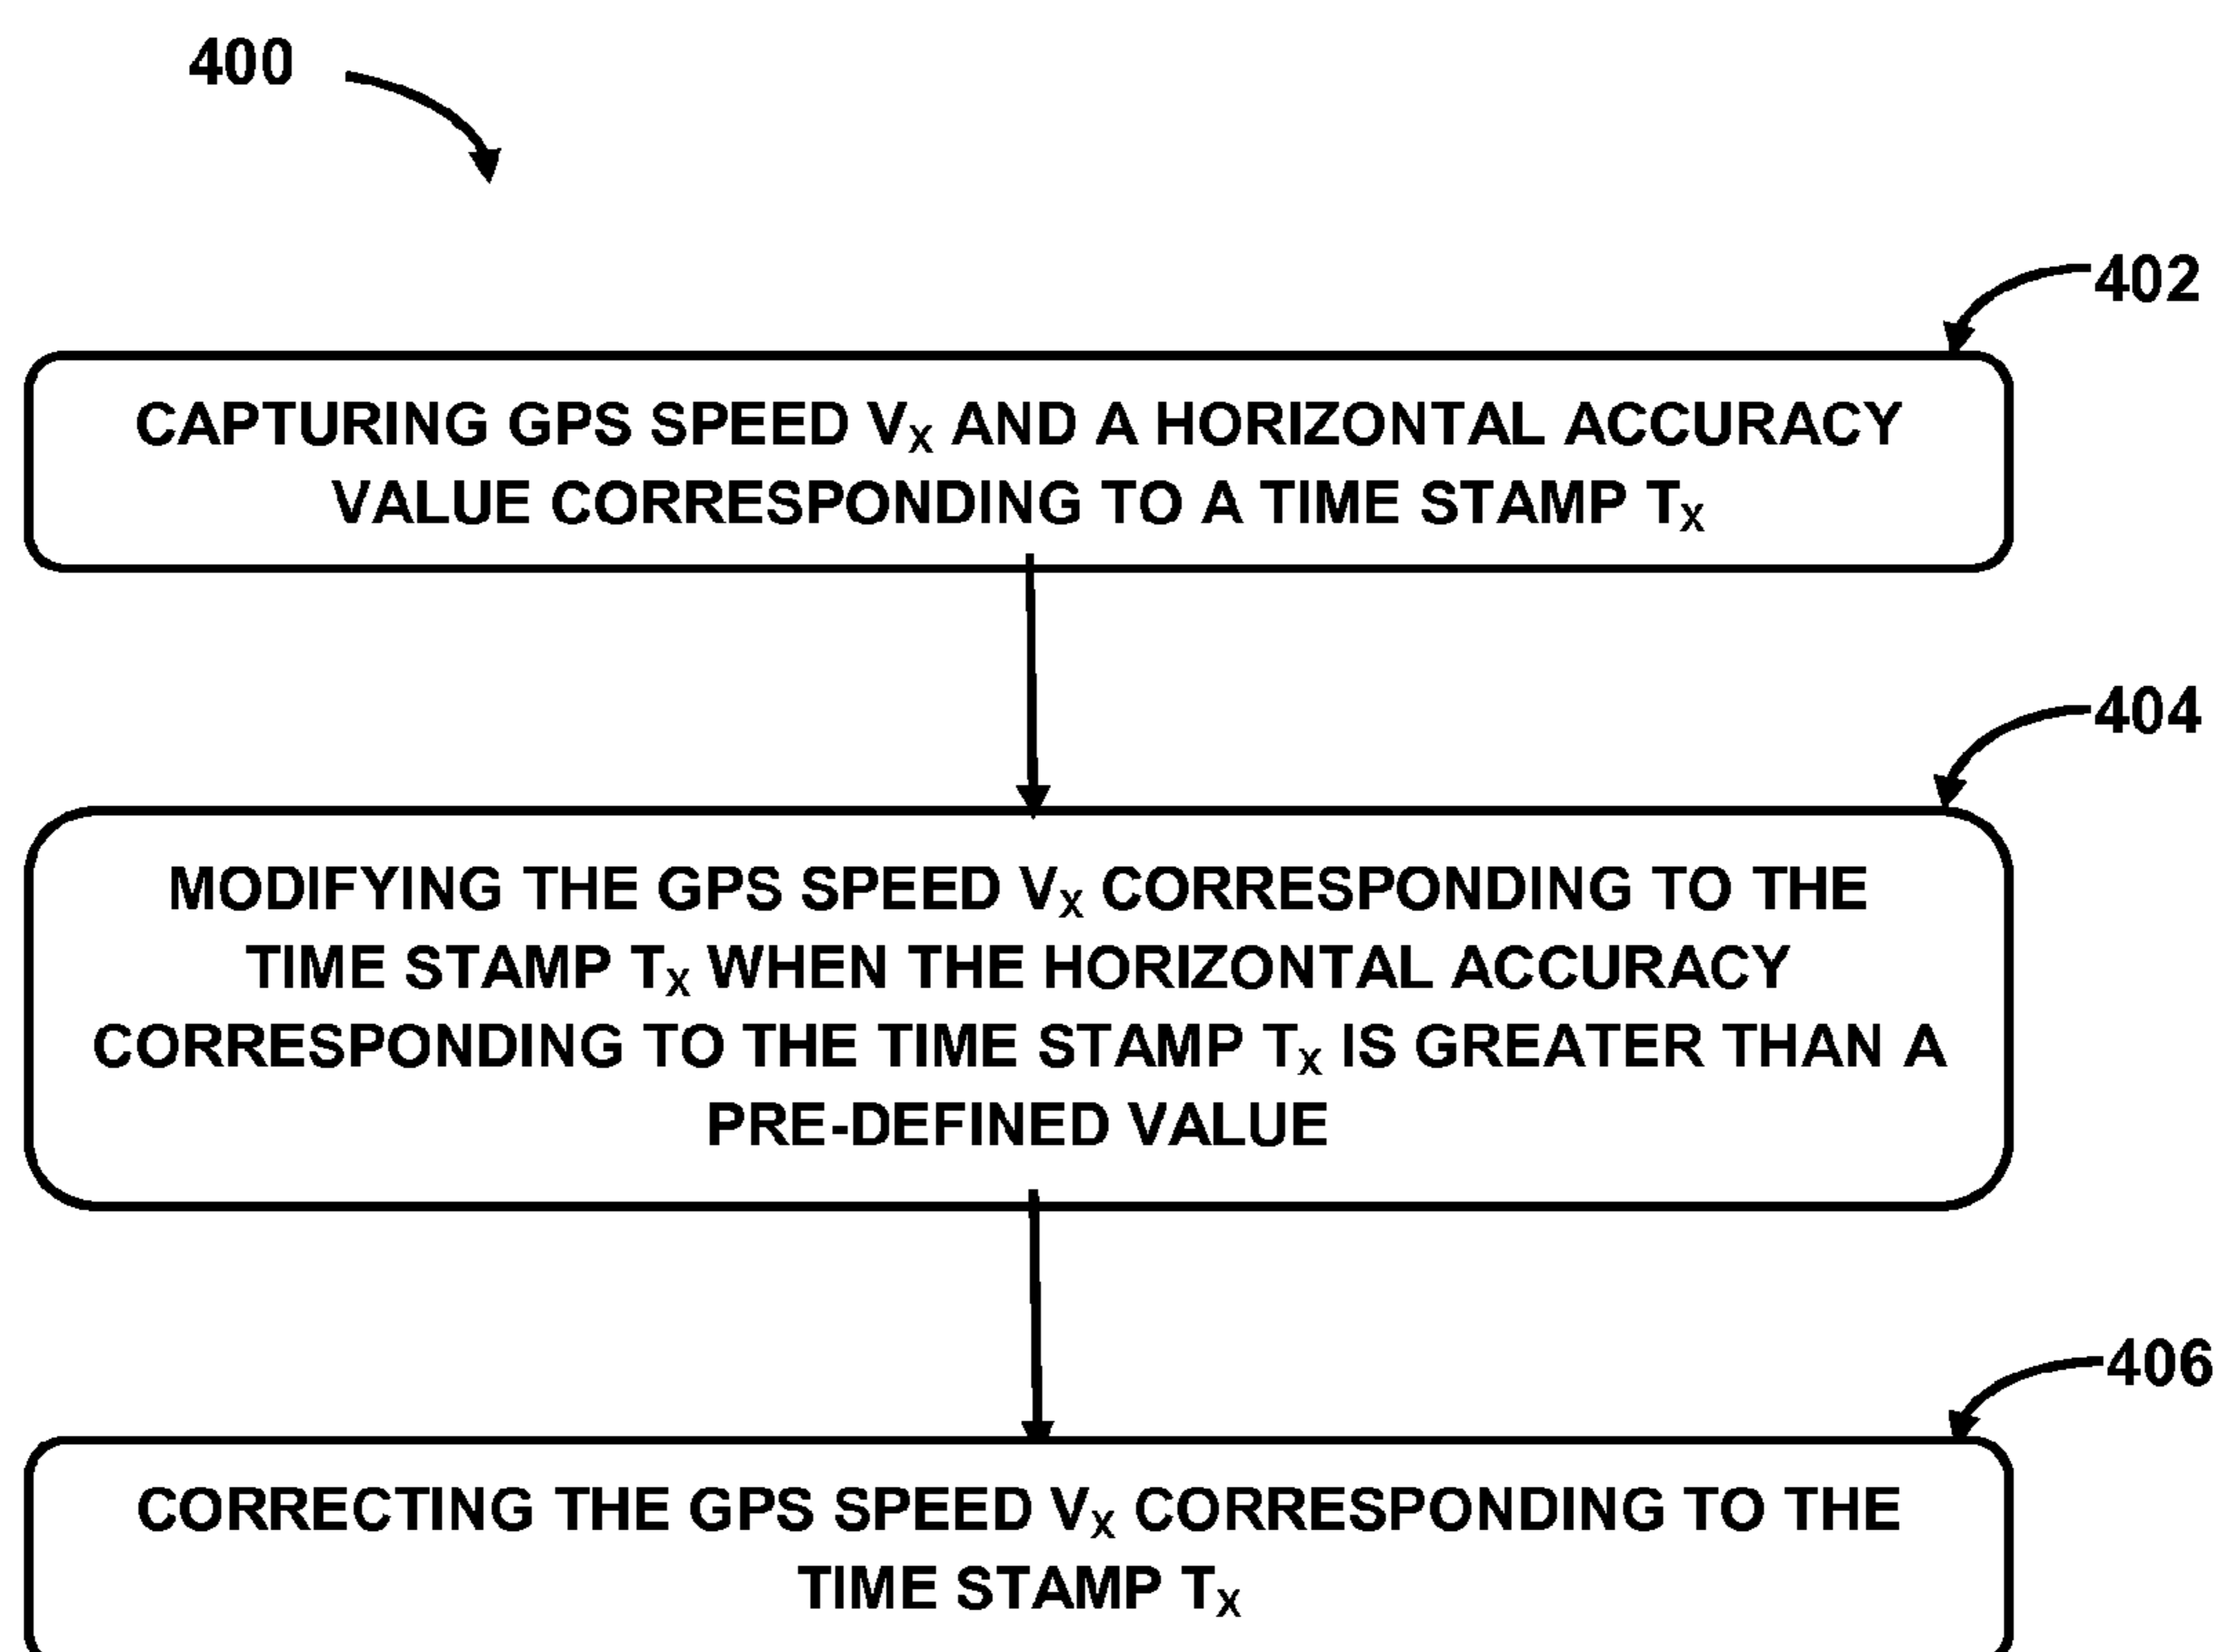 400
402
CAPTURING GPS SPEED Vₓ AND A HORIZONTAL ACCURACY
VALUE CORRESPONDING TO A TIME STAMP Tₓ
404
MODIFYING THE GPS SPEED Vₓ CORRESPONDING TO THE
TIME STAMP Tₓ WHEN THE HORIZONTAL ACCURACY
CORRESPONDING TO THE TIME STAMP Tₓ IS GREATER THAN A
PRE-DEFINED VALUE
406
CORRECTING THE GPS SPEED Vₓ CORRESPONDING TO THE
TIME STAMP Tₓ